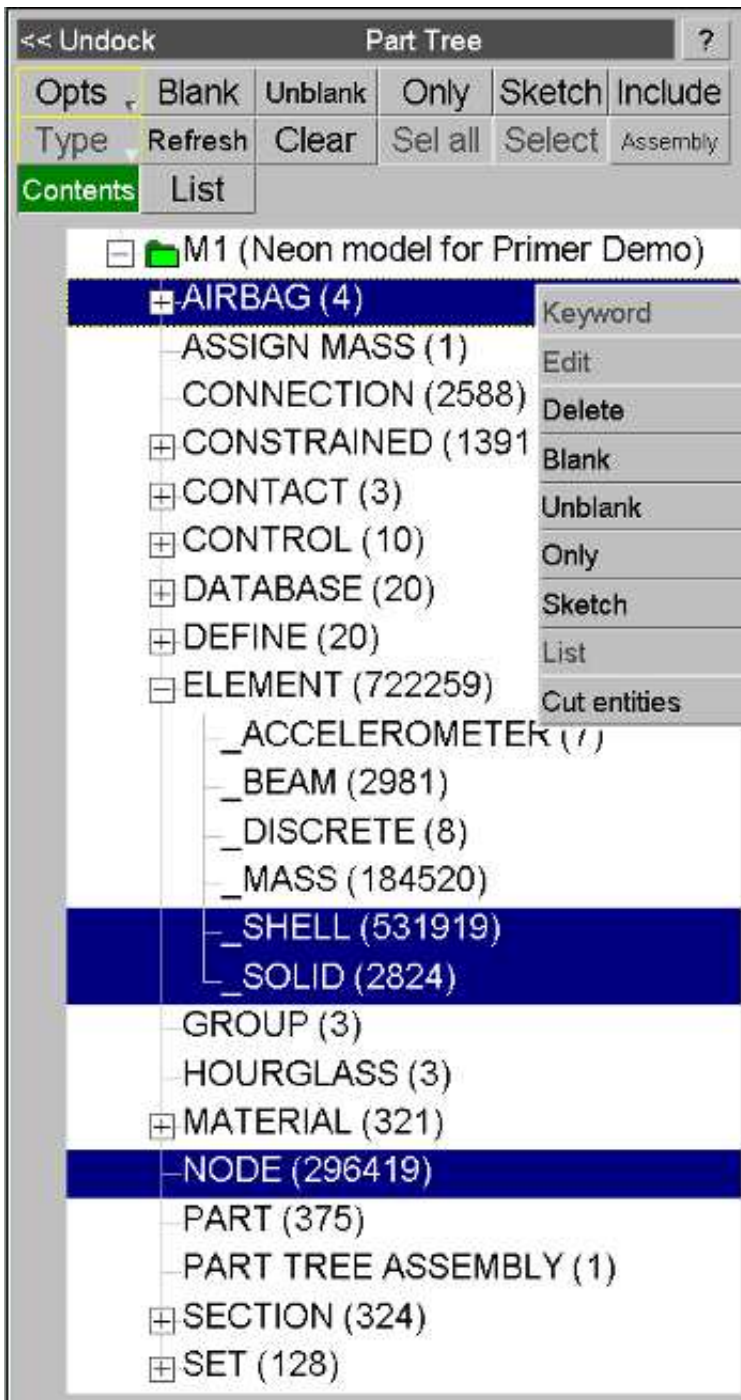 << Undock Part Tree ?
Opts Blank Unblank Only Sketch Include
Type Refresh Clear Sel all Select Assembly
Contents List
M1 (Neon model for Primer Demo)
AIRBAG (4)
Keyword
ASSIGN MASS (1)
Edit
CONNECTION (2588)
Delete
CONSTRAINED (1391
Blank
CONTACT (3)
Unblank
CONTROL (10)
Only
DATABASE (20)
Sketch
DEFINE (20)
List
ELEMENT (722259)
Cut entities
_ACCELEROMETER (7)
_BEAM (2981)
_DISCRETE (8)
_MASS (184520)
_SHELL (531919)
_SOLID (2824)
GROUP (3)
HOURGLASS (3)
MATERIAL (321)
NODE (296419)
PART (375)
PART TREE ASSEMBLY (1)
SECTION (324)
SET (128)